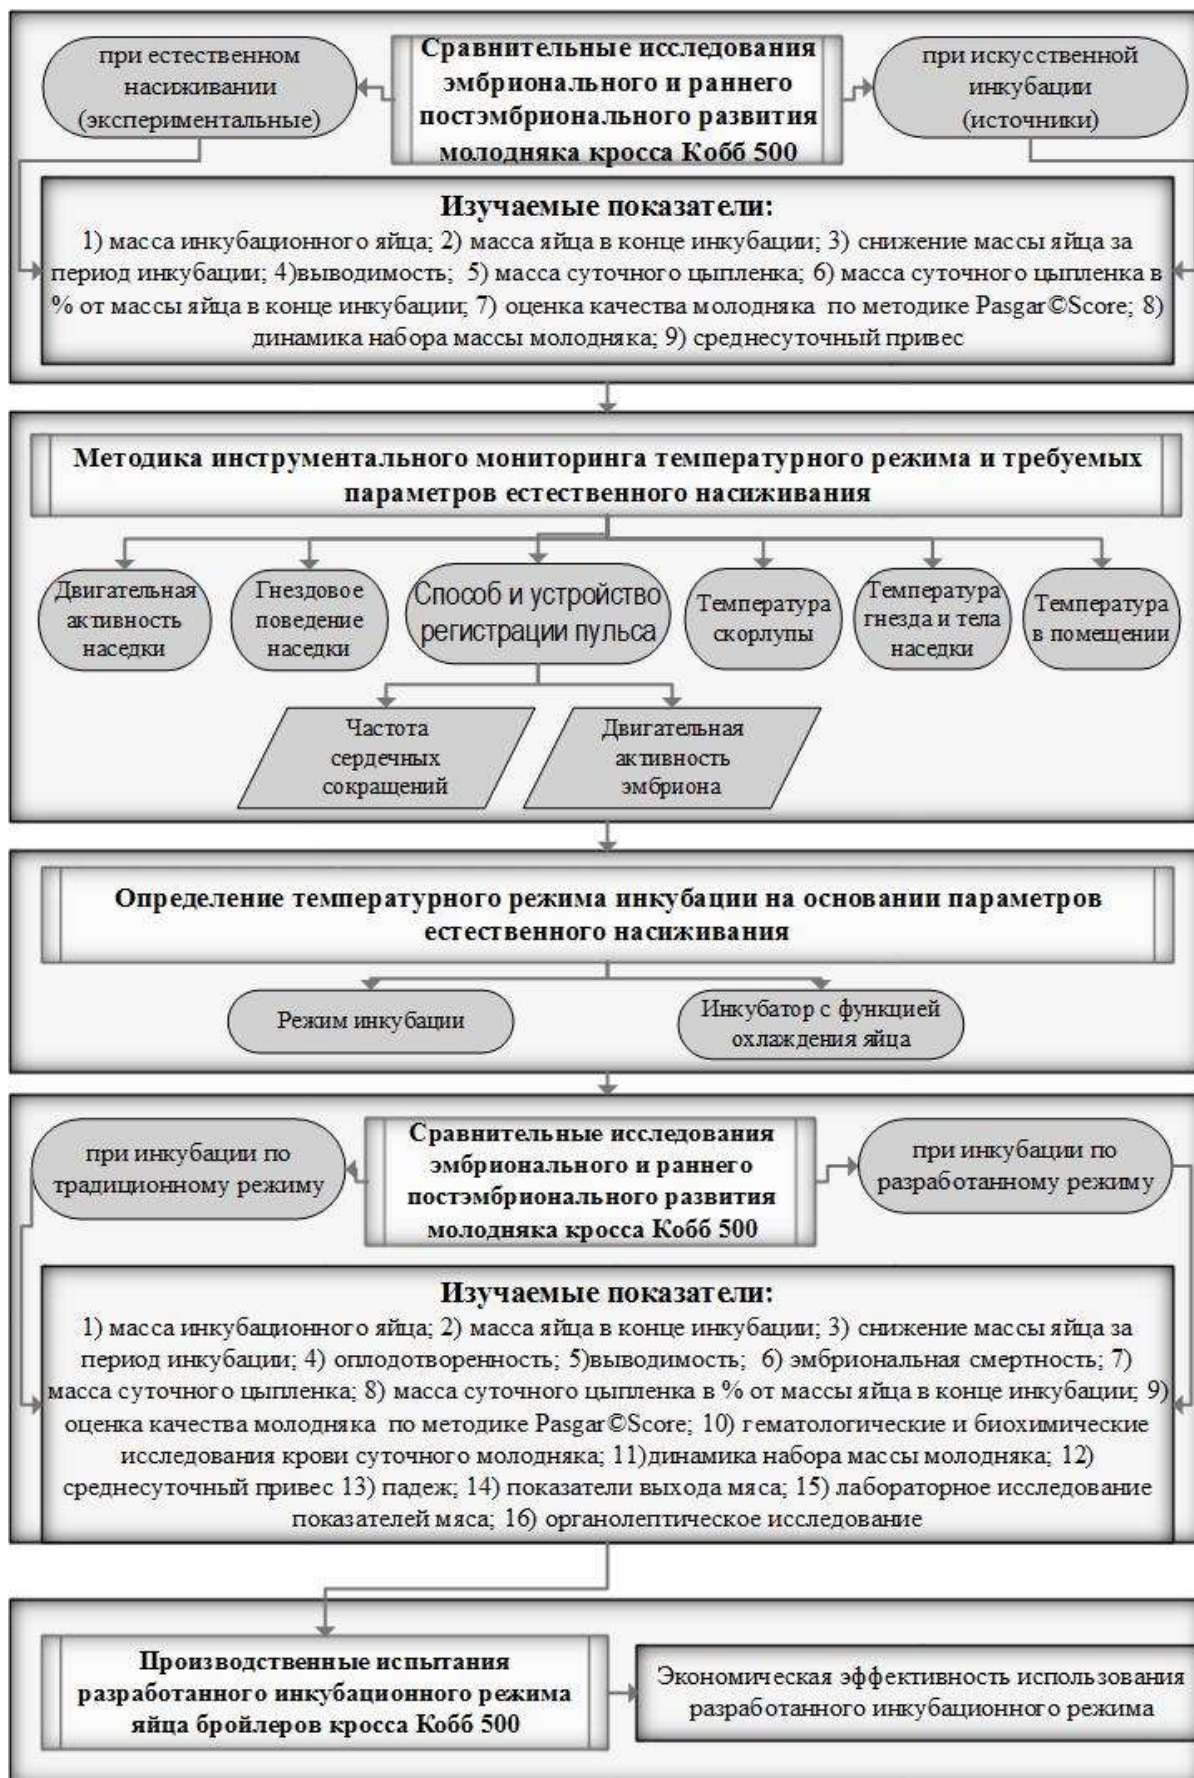 при естественном
насиживании
(экспериментальные)
Сравнительные исследования
эмбрионального и раннего
постэмбрионального развития
молодняка кросса Кобб 500
при искусственной
инкубации
(источники)
Изучаемые показатели:
1) масса инкубационного яйца; 2) масса яйца в конце инкубации; 3) снижение массы яйца за
период инкубации; 4)выводимость; 5) масса суточного цыпленка; 6) масса суточного цыпленка в
% от массы яйца в конце инкубации; 7) оценка качества молодняка по методике Pasgar©Score; 8)
динамика набора массы молодняка; 9) среднесуточный привес
Методика инструментального мониторинга температурного режима и требуемых
параметров естественного насиживания
Двигательная
активность
наседки
Гнездовое
поведение
наседки
Способ и устройство
регистрации пульса
Температура
скорлупы
Температура
гнезда и тела
наседки
Температура
в помещении
Частота
сердечных
сокращений
Двигательная
активность
эмбриона
Определение температурного режима инкубации на основании параметров
естественного насиживания
Режим инкубации
Инкубатор с функцией
охлаждения яйца
при инкубации по
традиционному режиму
Сравнительные исследования
эмбрионального и раннего
постэмбрионального развития
молодняка кросса Кобб 500
при инкубации по
разработанному режиму
Изучаемые показатели:
1) масса инкубационного яйца; 2) масса яйца в конце инкубации; 3) снижение массы яйца за
период инкубации; 4) оплодотворенность; 5)выводимость; 6) эмбриональная смертность; 7)
масса суточного цыпленка; 8) масса суточного цыпленка в % от массы яйца в конце инкубации; 9)
оценка качества молодняка по методике Pasgar©Score; 10) гематологические и биохимические
исследования крови суточного молодняка; 11)динамика набора массы молодняка; 12)
среднесуточный привес 13) падеж; 14) показатели выхода мяса; 15) лабораторное исследование
показателей мяса; 16) органолептическое исследование
Производственные испытания
разработанного инкубационного режима
яйца бройлеров кросса Кобб 500
Экономическая эффективность использования
разработанного инкубационного режима